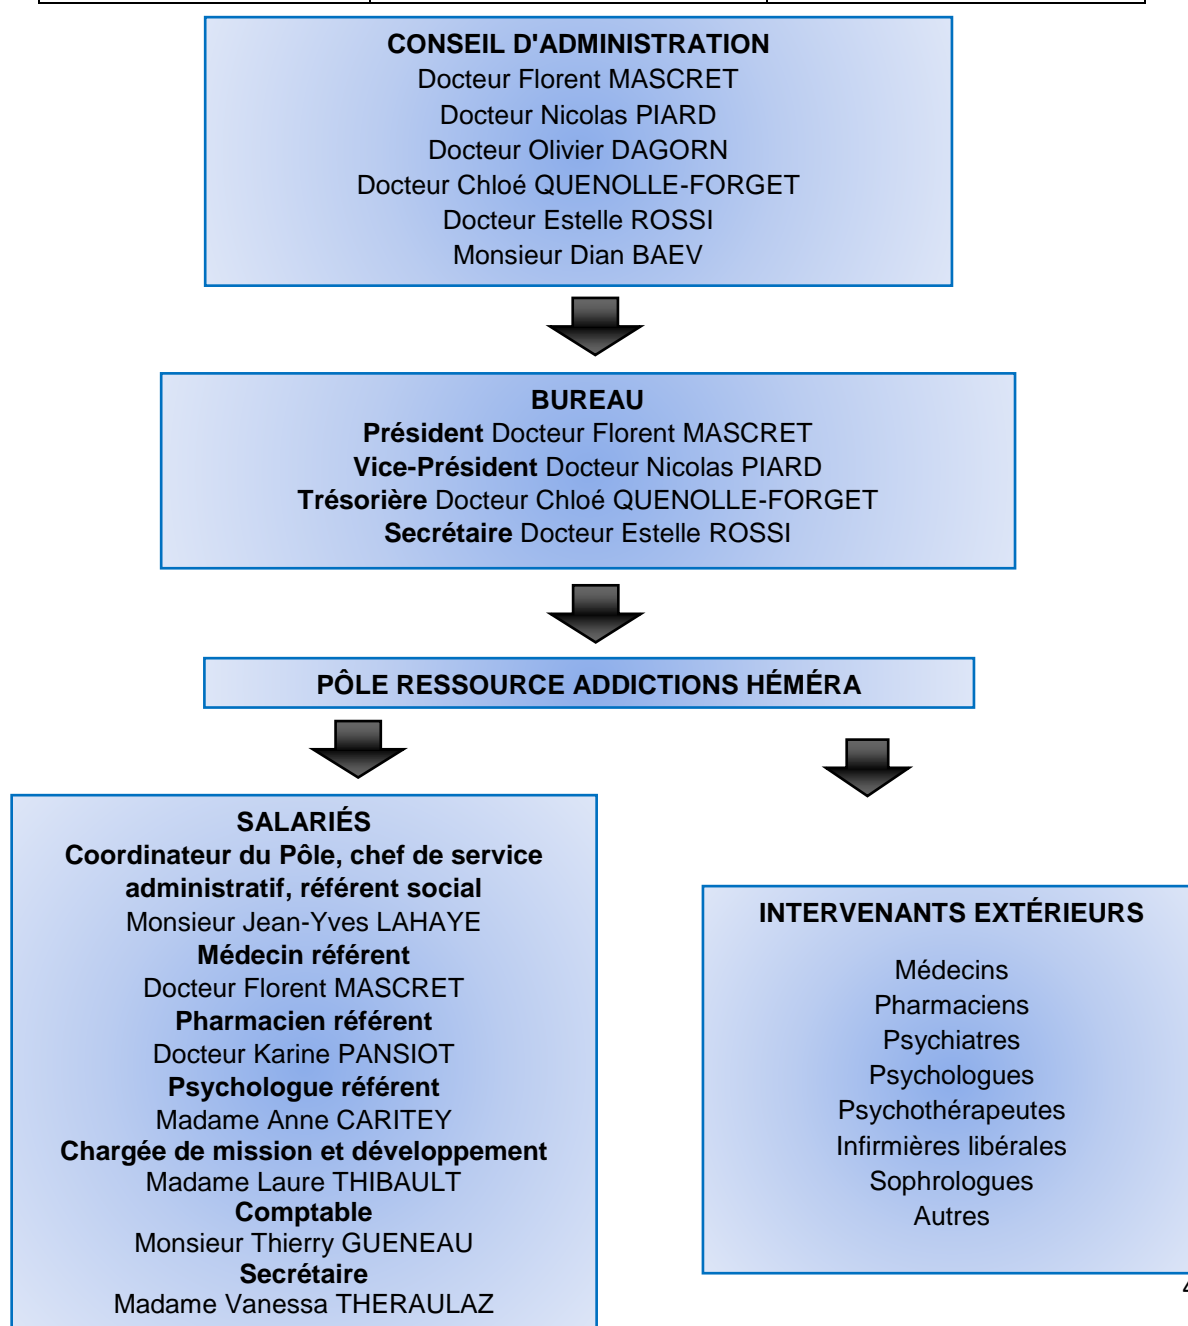 CONSEIL D'ADMINISTRATION
Docteur Florent MASCRET
Docteur Nicolas PIARD
Docteur Olivier DAGORN
Docteur Chloé QUENOLLE-FORGET
Docteur Estelle ROSSI
Monsieur Dian BAEV
BUREAU
Président Docteur Florent MASCRET
Vice-Président Docteur Nicolas PIARD
Trésorière Docteur Chloé QUENOLLE-FORGET
Secrétaire Docteur Estelle ROSSI
PÔLE RESSOURCE ADDICTIONS HÉMÉRA
SALARIÉS
Coordinateur du Pôle, chef de service
administratif, référent social
Monsieur Jean-Yves LAHAYE
Médecin référent
Docteur Florent MASCRET
Pharmacien référent
Docteur Karine PANSIOT
Psychologue référent
Madame Anne CARITEY
Chargée de mission et développement
Madame Laure THIBAULT
Comptable
Monsieur Thierry GUENEAU
Secrétaire
Madame Vanessa THERAULAZ
INTERVENANTS EXTÉRIEURS
Médecins
Pharmaciens
Psychiatres
Psychologues
Psychothérapeutes
Infirmières libérales
Sophrologues
Autres